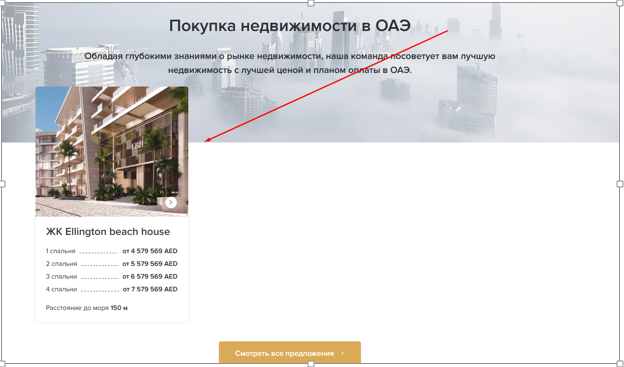 Покупка недвижимости в ОАЭ
Обладая глубокими знаниями о рынке недвижимости, наша команда посоветует вам лучшую
недвижимость с лучшей ценой и планом оплаты в ОАЭ.
ЖК Ellington beach house
1 спальня от 4 579 569 AED
2 спальни от 5 579 569 AED
3 спальни от 6 579 569 AED
4 спальни от 7 579 569 AED
Расстояние до моря 150 м
Смотреть все предложения